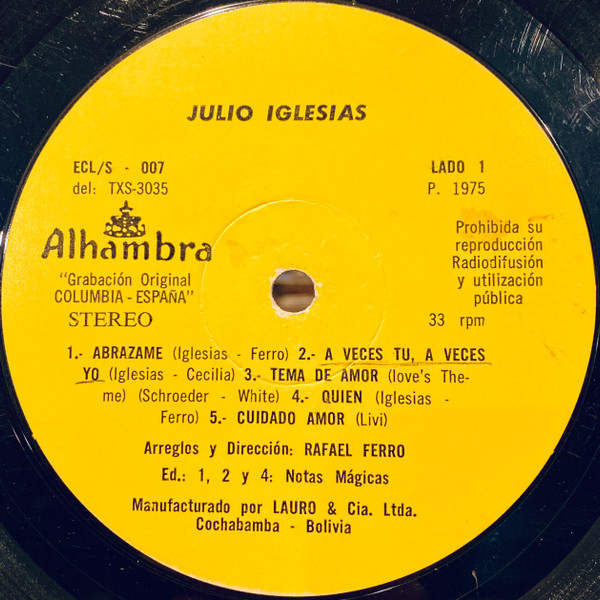 JULIO IGLESIAS
ECL/S - 007
del: TXS-3035
LADO 1
P. 1975
Alhambra
"Grabación Original
COLUMBIA - ESPAÑA"
STEREO
Prohibida su
reproducción
Radiodifusión
y utilización
pública
33 rpm
1.- ABRAZAME (Iglesias - Ferro) 2.- A VECES TU, A VECES
YO (Iglesias - Cecilia) 3.- TEMA DE AMOR (love's The-
me) (Schroeder - White) 4.- QUIEN (Iglesias -
Ferro) 5.- CUIDADO AMOR (Livi)
Arreglos y Dirección: RAFAEL FERRO
Ed.: 1, 2 y 4: Notas Mágicas
Manufacturado por LAURO & Cia. Ltda.
Cochabamba - Bolivia